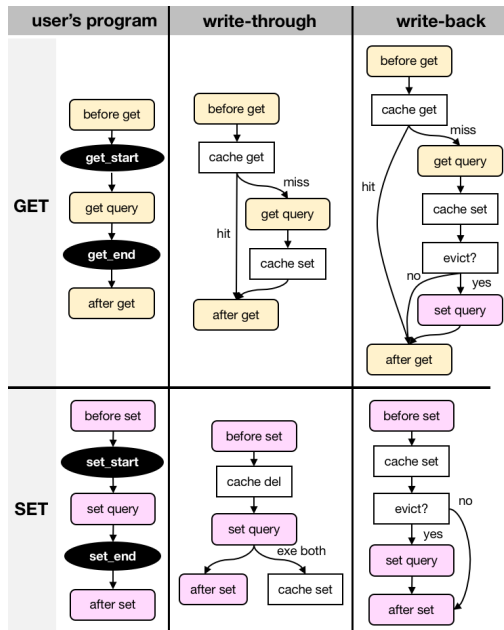 user's program
write-through
write-back
GET
before get
get_start
get query
get_end
after get
before get
cache get
miss
get query
hit
cache set
after get
before get
cache get
miss
hit
get query
cache set
evict?
no
yes
set query
after get
SET
before set
set_start
set query
set_end
after set
before set
cache del
set query
exe both
after set
cache set
before set
cache set
evict?
no
yes
set query
after set